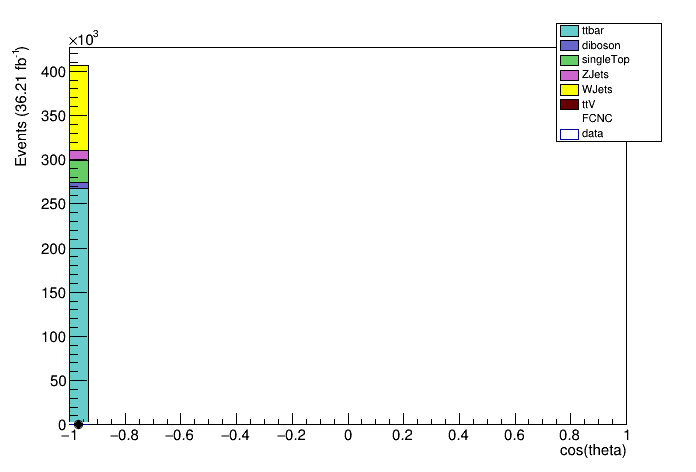 ×10³
Events (36.21 fb⁻¹)
400
350
300
250
200
150
100
50
0
−1 −0.8 −0.6 −0.4 −0.2 0 0.2 0.4 0.6 0.8 1
cos(theta)
ttbar
diboson
singleTop
ZJets
WJets
ttV
FCNC
data